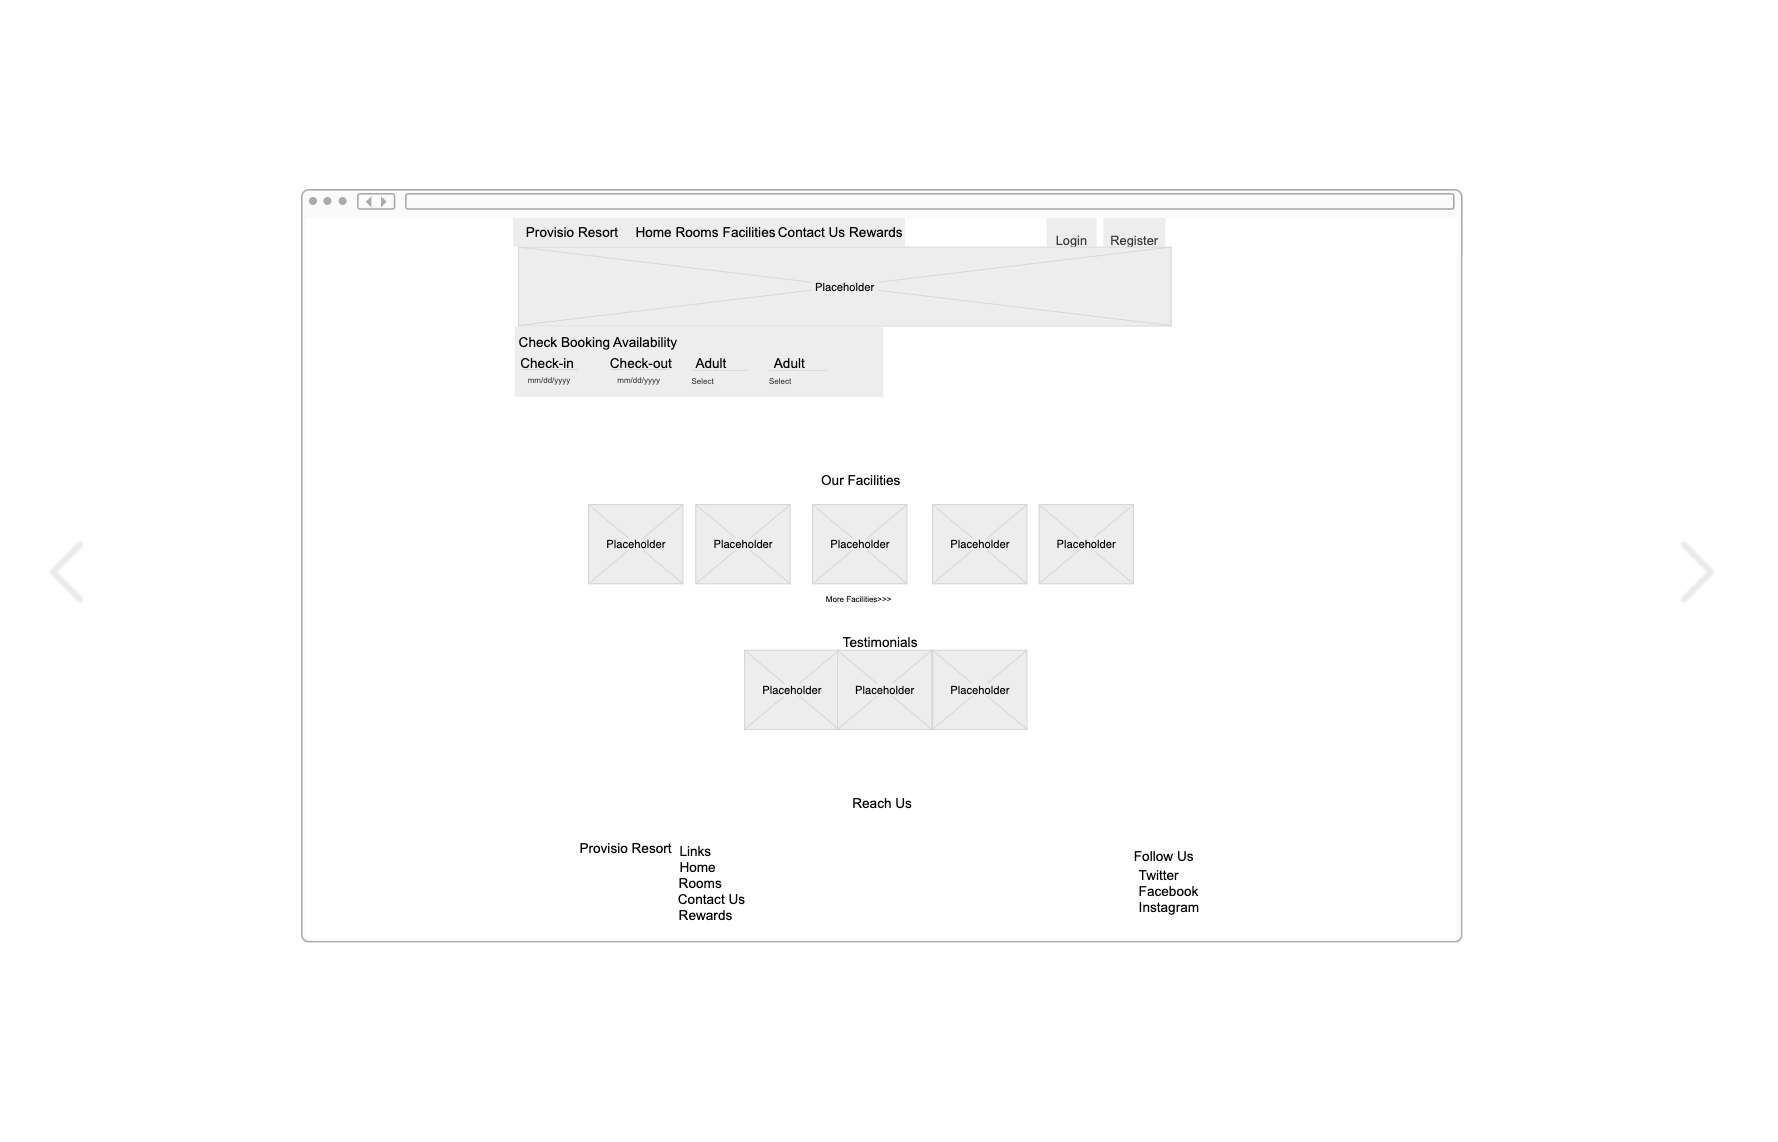 Provisio Resort Home Rooms Facilities Contact Us Rewards
Login Register
Placeholder
Check Booking Availability
Check-in Check-out Adult Adult
mm/dd/yyyy mm/dd/yyyy Select Select
Our Facilities
Placeholder Placeholder Placeholder Placeholder Placeholder
More Facilities>>>
Testimonials
Placeholder Placeholder Placeholder
Reach Us
Provisio Resort
Links
Home
Rooms
Contact Us
Rewards
Follow Us
Twitter
Facebook
Instagram